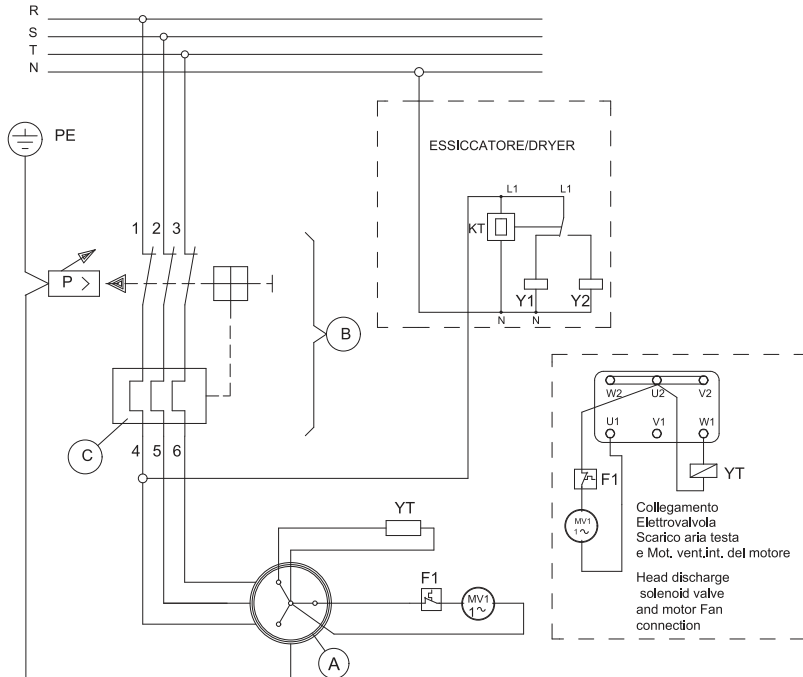 R
S
T
N
PE
ESSICCATORE/DRYER
L1 L1
KT
Y1 Y2
N N
1 2 3
P >
B
C
4 5 6
W2 U2 V2
U1 V1 W1
F1
YT
MV1
1~
Collegamento
Elettrovalvola
Scarico aria testa
e Mot. vent.int. del motore
Head discharge
solenoid valve
and motor Fan
connection
YT
F1
MV1
1~
A